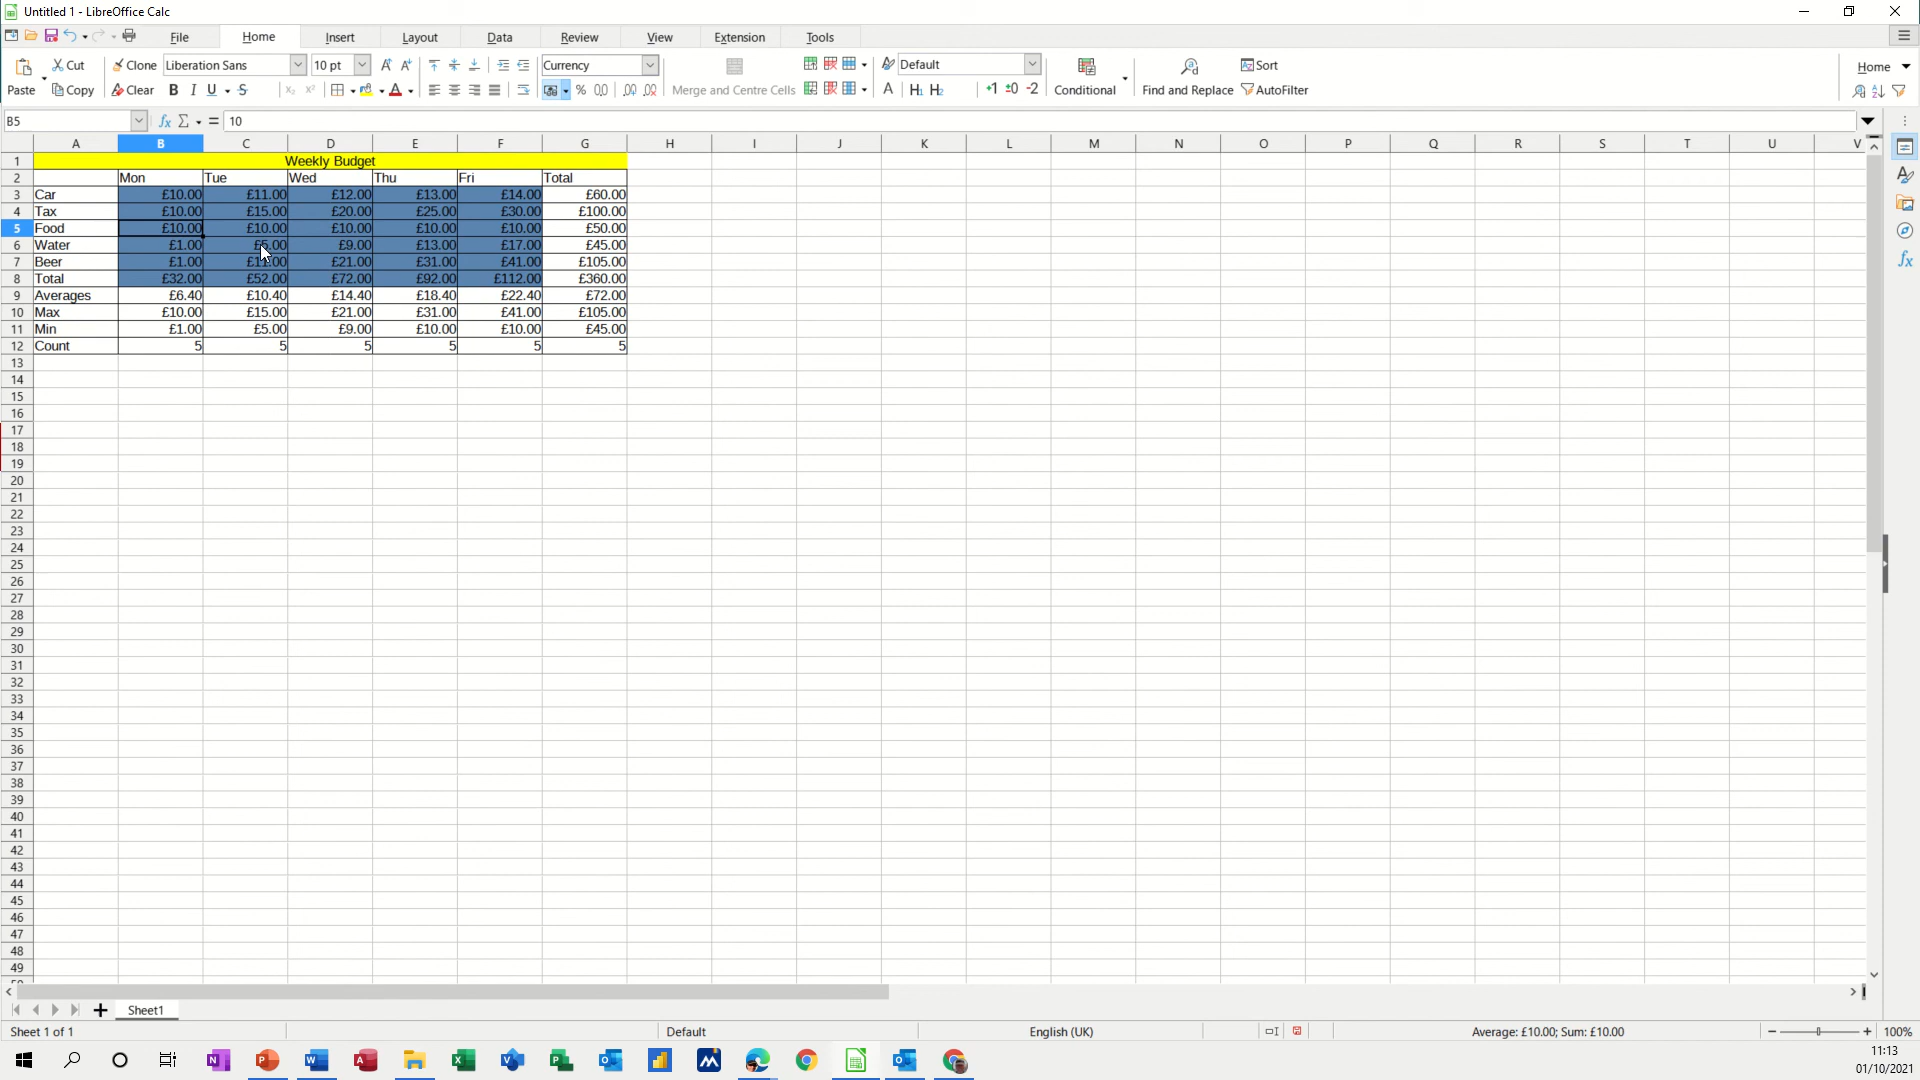 Untitled 1 - LibreOffice Calc
File Home Insert Layout Data Review View Extension Tools
Cut Clone Liberation Sans 10 pt Currency Default Sort Home
Paste Copy Clear B I U S Merge and Centre Cells Conditional Find and Replace AutoFilter
B5 10
A B C D E F G H I J K L M N O P Q R S T U V
1 Weekly Budget
2 Mon Tue Wed Thu Fri Total
3 Car £10.00 £11.00 £12.00 £13.00 £14.00 £60.00
4 Tax £10.00 £15.00 £20.00 £25.00 £30.00 £100.00
5 Food £10.00 £10.00 £10.00 £10.00 £10.00 £50.00
6 Water £1.00 £5.00 £9.00 £13.00 £17.00 £45.00
7 Beer £1.00 £11.00 £21.00 £31.00 £41.00 £105.00
8 Total £32.00 £52.00 £72.00 £92.00 £112.00 £360.00
9 Averages £6.40 £10.40 £14.40 £18.40 £22.40 £72.00
10 Max £10.00 £15.00 £21.00 £31.00 £41.00 £105.00
11 Min £1.00 £5.00 £9.00 £10.00 £10.00 £45.00
12 Count 5 5 5 5 5 5
13
14
15
16
17
18
19
20
21
22
23
24
25
26
27
28
29
30
31
32
33
34
35
36
37
38
39
40
41
42
43
44
45
46
47
48
49
Sheet1
Sheet 1 of 1 Default English (UK) Average: £10.00; Sum: £10.00 100%
11:13
01/10/2021